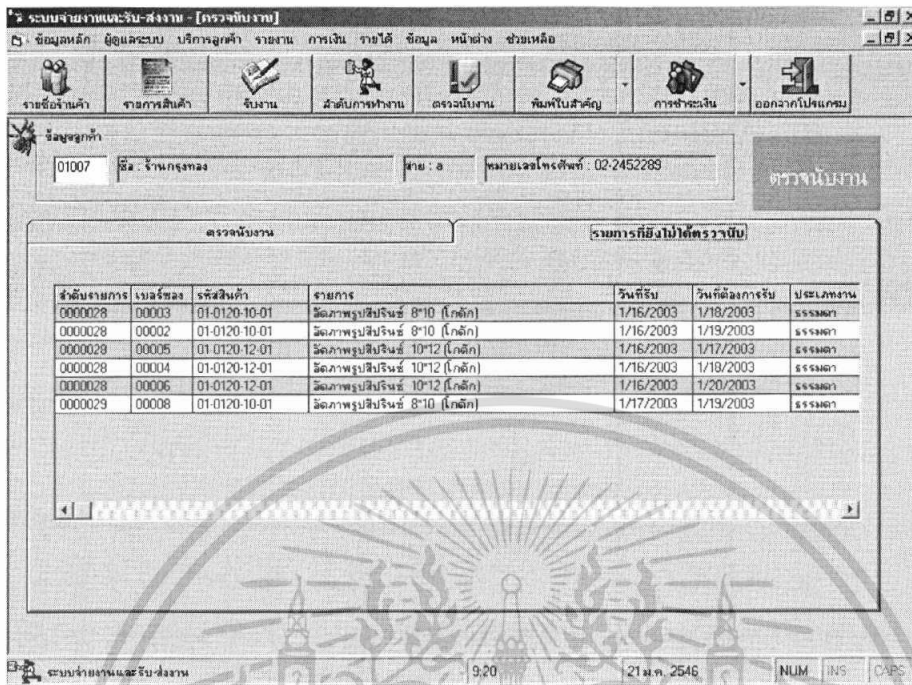 ระบบจ่ายงานและรับ-ส่งงาน - [ตรวจนับงาน]
ข้อมูลหลัก ผู้ดูแลระบบ บริการลูกค้า รายงาน การเงิน รายได้ ข้อมูล หน้าต่าง ช่วยเหลือ
รายชื่อร้านค้า รายการสินค้า รับงาน ลำดับการทำงาน ตรวจนับงาน พิมพ์ใบสำคัญ การชำระเงิน ออกจากโปรแกรม
ข้อมูลลูกค้า
01007 ชื่อ : ร้านกรุงทอง สาย : a หมายเลขโทรศัพท์ : 02-2452289
ตรวจนับงาน
ตรวจนับงาน รายการที่ยังไม่ได้ตรวจนับ
ลำดับรายการ เบอร์ซอง รหัสสินค้า รายการ วันที่รับ วันที่ต้องการรับ ประเภทงาน
0000028 00003 01-0120-10-01 อัดภาพรูปสีปรินซ์ 8*10 (โกดัก) 1/16/2003 1/18/2003 ธรรมดา
0000028 00002 01-0120-10-01 อัดภาพรูปสีปรินซ์ 8*10 (โกดัก) 1/16/2003 1/19/2003 ธรรมดา
0000028 00005 01-0120-12-01 อัดภาพรูปสีปรินซ์ 10*12 (โกดัก) 1/16/2003 1/17/2003 ธรรมดา
0000028 00004 01-0120-12-01 อัดภาพรูปสีปรินซ์ 10*12 (โกดัก) 1/16/2003 1/18/2003 ธรรมดา
0000028 00006 01-0120-12-01 อัดภาพรูปสีปรินซ์ 10*12 (โกดัก) 1/16/2003 1/20/2003 ธรรมดา
0000029 00008 01-0120-10-01 อัดภาพรูปสีปรินซ์ 8*10 (โกดัก) 1/17/2003 1/19/2003 ธรรมดา
ระบบจ่ายงานและรับ-ส่งงาน 9:20 21 ม.ค. 2546 NUM INS CAPS